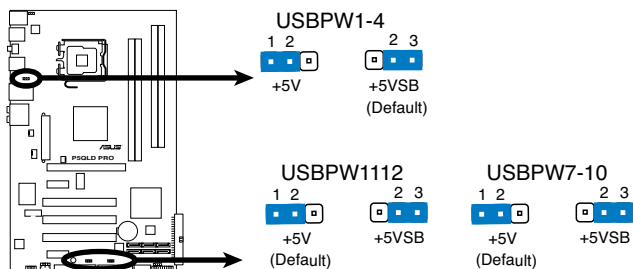 USBPW1-4
1 2
2 3
+5V
+5VSB
(Default)
ASUS
P5QLD PRO
USBPW1112
USBPW7-10
1 2
2 3
1 2
2 3
+5V
(Default)
+5VSB
+5V
(Default)
+5VSB